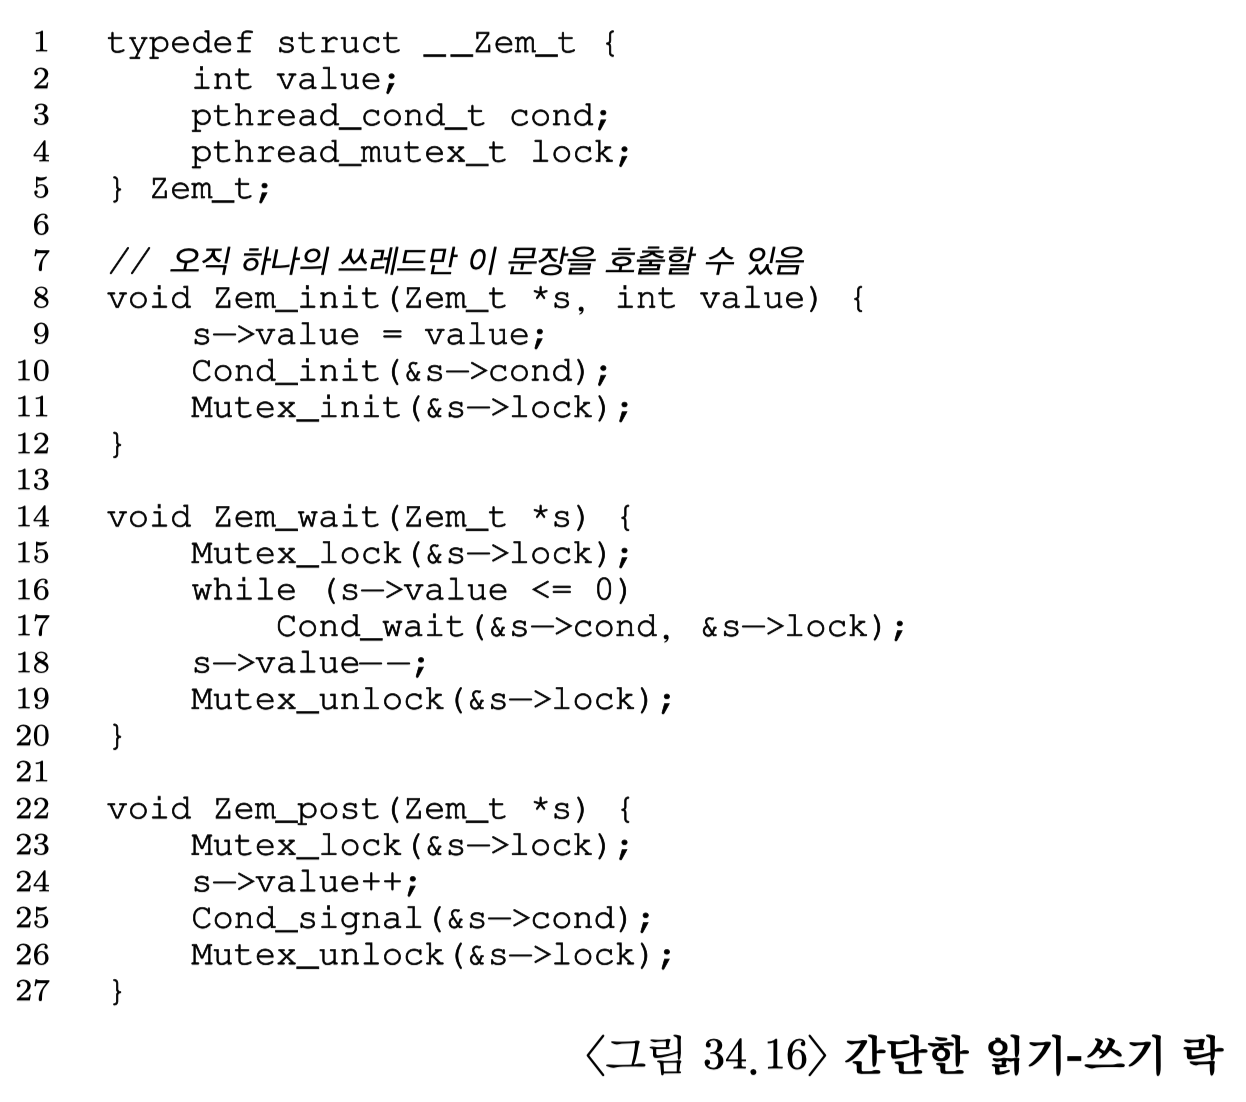 1 typedef struct __Zem_t {
2     int value;
3     pthread_cond_t cond;
4     pthread_mutex_t lock;
5 } Zem_t;
6
7 // 오직 하나의 쓰레드만 이 문장을 호출할 수 있음
8 void Zem_init(Zem_t *s, int value) {
9     s->value = value;
10     Cond_init(&s->cond);
11     Mutex_init(&s->lock);
12 }
13
14 void Zem_wait(Zem_t *s) {
15     Mutex_lock(&s->lock);
16     while (s->value <= 0)
17         Cond_wait(&s->cond, &s->lock);
18     s->value--;
19     Mutex_unlock(&s->lock);
20 }
21
22 void Zem_post(Zem_t *s) {
23     Mutex_lock(&s->lock);
24     s->value++;
25     Cond_signal(&s->cond);
26     Mutex_unlock(&s->lock);
27 }
〈그림 34.16〉 간단한 읽기-쓰기 락